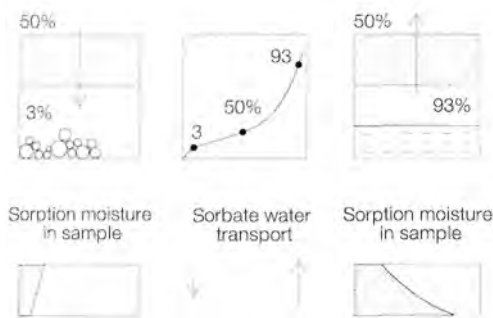 50%
3%
93
50%
3
50%
93%
Sorption moisture
in sample
Sorbate water
transport
Sorption moisture
in sample